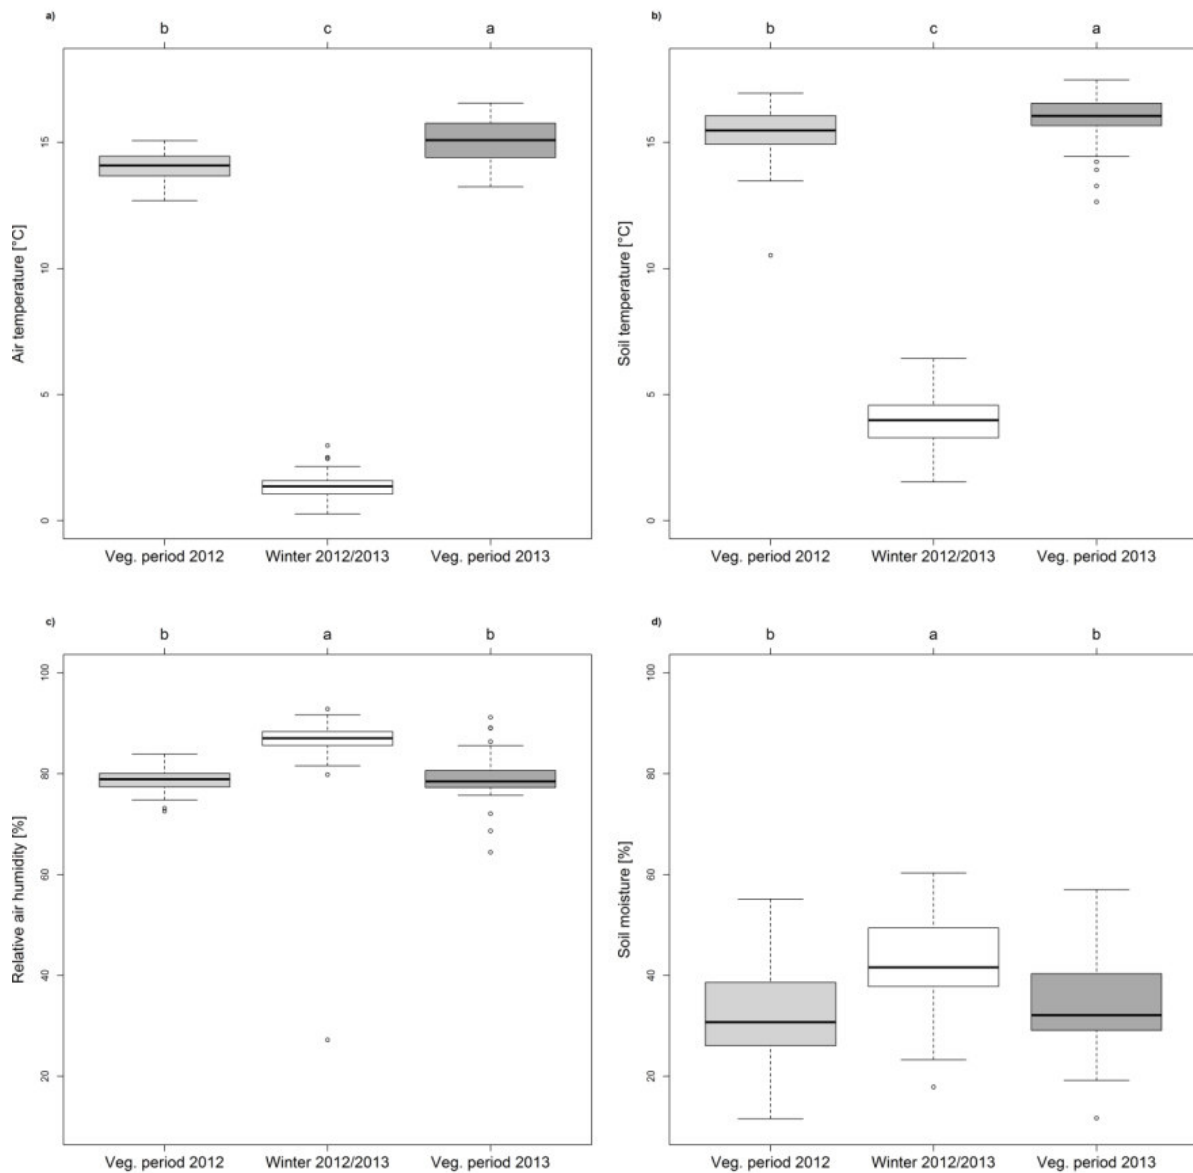 a)
b c a
Air temperature [°C]
15
10
5
0
Veg. period 2012 Winter 2012/2013 Veg. period 2013
b)
b c a
Soil temperature [°C]
15
10
5
0
Veg. period 2012 Winter 2012/2013 Veg. period 2013
c)
b a b
Relative air humidity [%]
100
80
60
40
20
Veg. period 2012 Winter 2012/2013 Veg. period 2013
d)
b a b
Soil moisture [%]
100
80
60
40
20
Veg. period 2012 Winter 2012/2013 Veg. period 2013